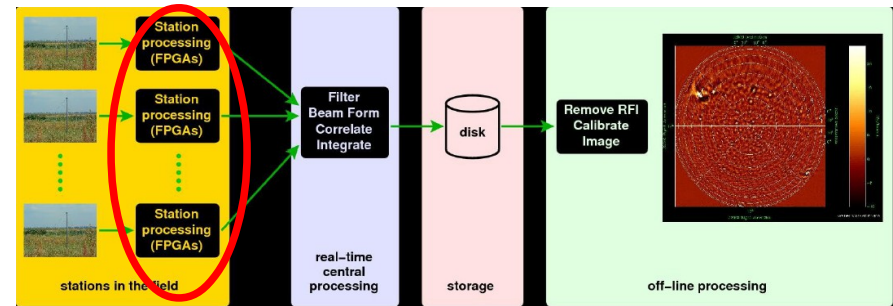 Station
processing
(FPGAs)
Station
processing
(FPGAs)
Station
processing
(FPGAs)
stations in the field
Filter
Beam Form
Correlate
Integrate
real-time
central
processing
disk
storage
Remove RFI
Calibrate
Image
off-line processing